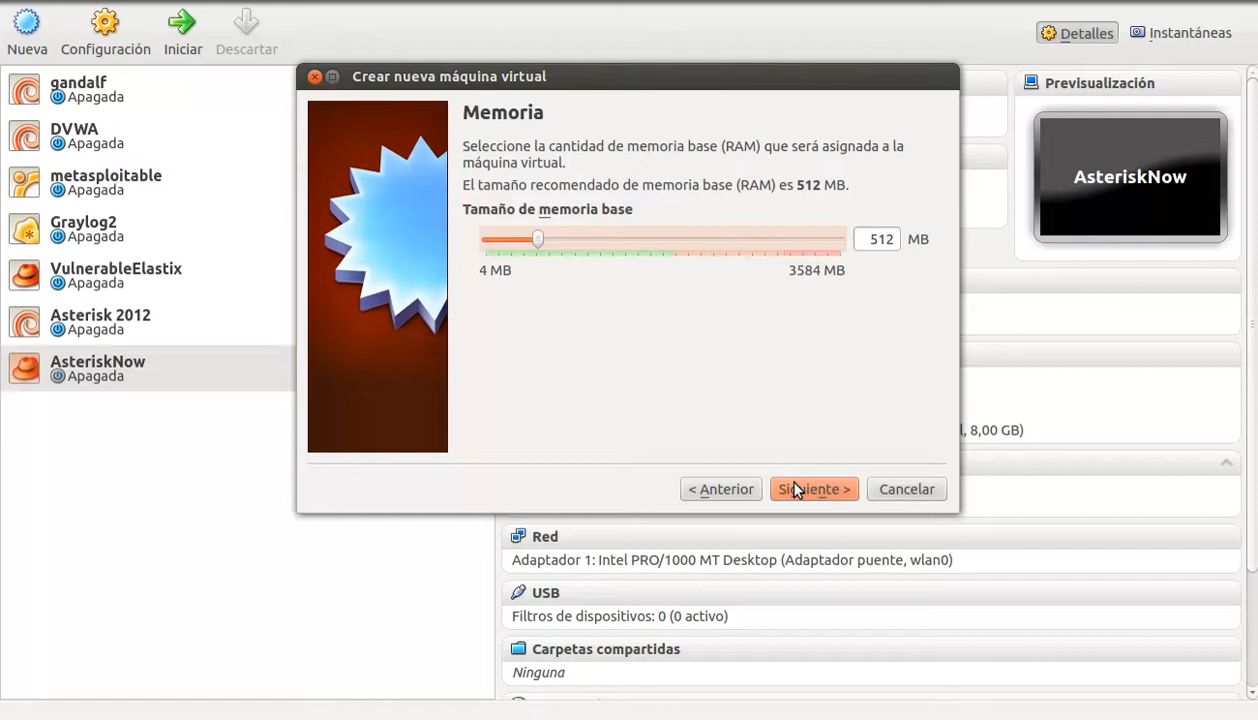 Nueva
Configuración
Iniciar
Descartar
Detalles
Instantáneas
gandalf
Apagada
DVWA
Apagada
metasploitable
Apagada
Graylog2
Apagada
VulnerableElastix
Apagada
Asterisk 2012
Apagada
AsteriskNow
Apagada
Crear nueva máquina virtual
Memoria
Seleccione la cantidad de memoria base (RAM) que será asignada a la
máquina virtual.
El tamaño recomendado de memoria base (RAM) es 512 MB.
Tamaño de memoria base
512 MB
4 MB
3584 MB
< Anterior
Siguiente >
Cancelar
Previsualización
AsteriskNow
l, 8,00 GB)
Red
Adaptador 1: Intel PRO/1000 MT Desktop (Adaptador puente, wlan0)
USB
Filtros de dispositivos: 0 (0 activo)
Carpetas compartidas
Ninguna